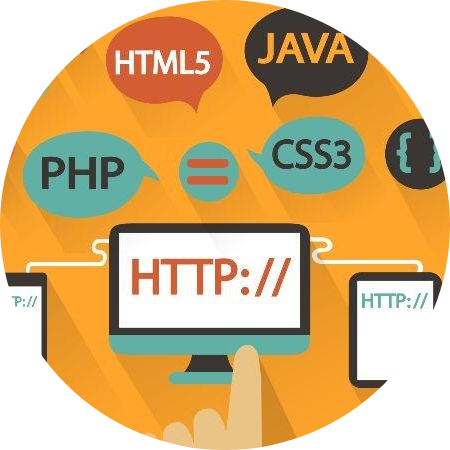 HTML5
JAVA
PHP
=
CSS3
{ }
HTTP://
P://
HTTP://